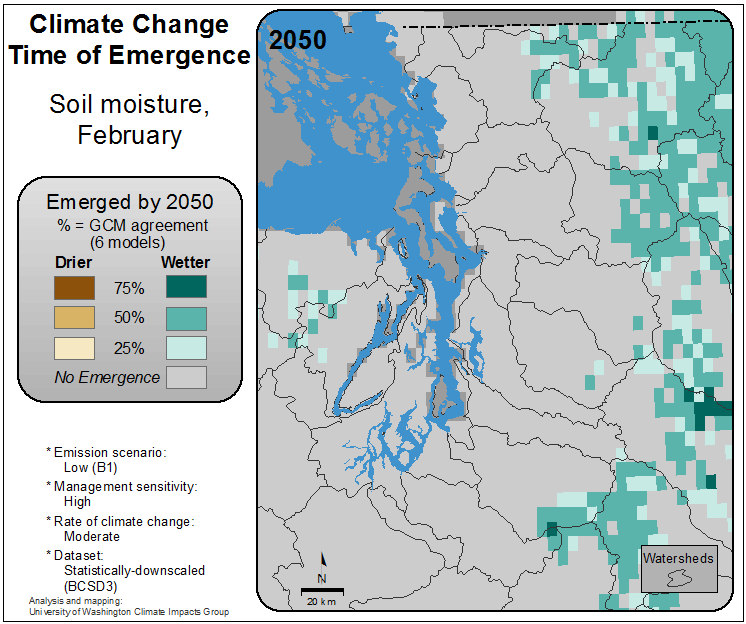 Climate Change
Time of Emergence
Soil moisture,
February
Emerged by 2050
% = GCM agreement
(6 models)
Drier Wetter
75%
50%
25%
No Emergence
* Emission scenario:
Low (B1)
* Management sensitivity:
High
* Rate of climate change:
Moderate
* Dataset:
Statistically-downscaled
(BCSD3)
Analysis and mapping:
University of Washington Climate Impacts Group
2050
N
20 km
Watersheds